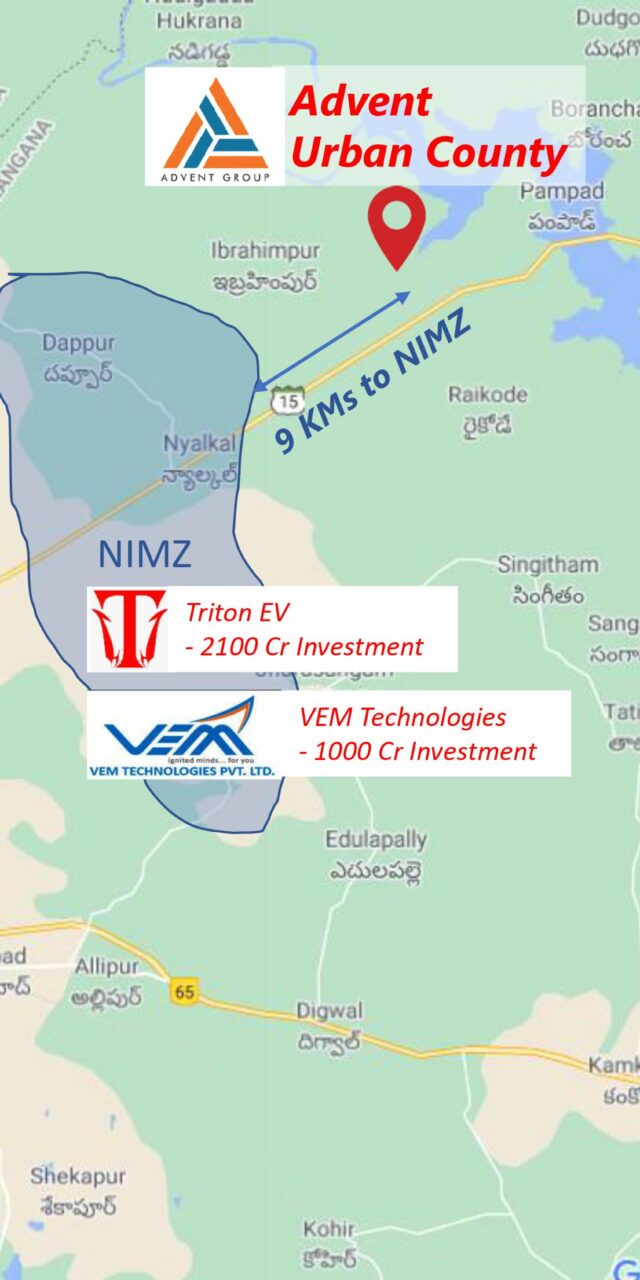 Hukrana
నడిగడ్డ
ADVENT GROUP
Advent
Urban County
Pampad
పంపాడ్
Ibrahimpur
ఇబ్రహింపుర్
Dappur
దప్పూర్
15
9 KMs to NIMZ
Raikode
రైకోడే
Nyalkal
న్యాల్కల్
NIMZ
Singitham
సింగీతం
Triton EV
- 2100 Cr Investment
VEM
ignited minds... for you
VEM TECHNOLOGIES PVT. LTD.
VEM Technologies
- 1000 Cr Investment
Edulapally
ఎదులపల్లె
Allipur
అల్లిపుర్
65
Digwal
దిగ్వాల్
Shekapur
శేకాపూర్
Kohir
కోహిర్